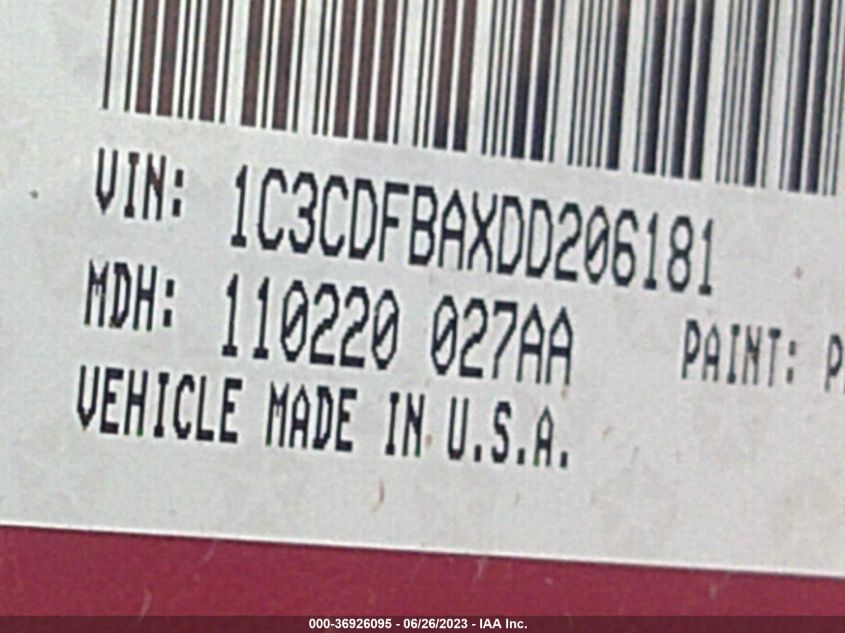 VIN: 1C3CDFBAXDD206181
MDH: 110220 027AA PAINT:
VEHICLE MADE IN U.S.A.
000-36926095 - 06/26/2023 - IAA Inc.